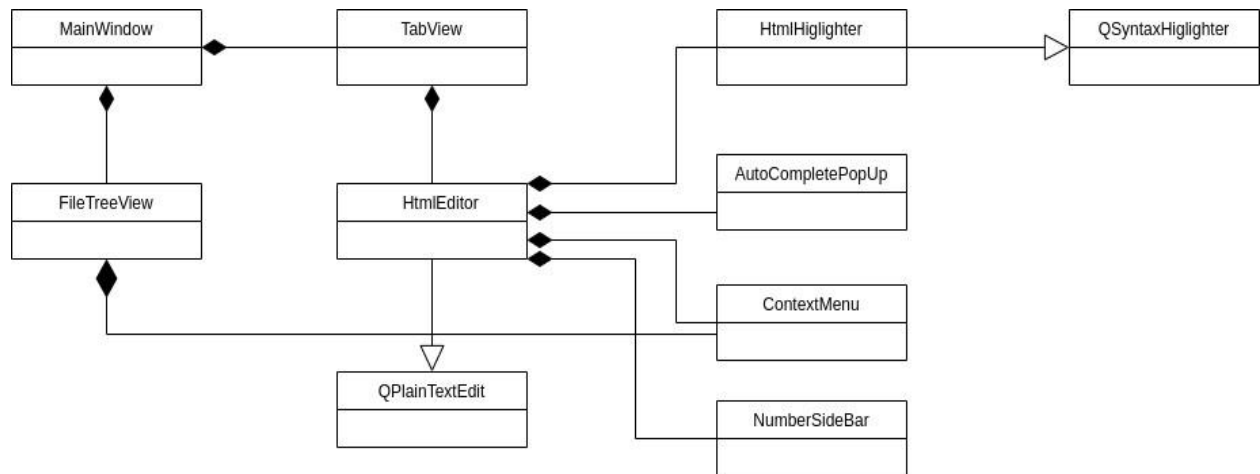 MainWindow
TabView
HtmlHiglighter
QSyntaxHiglighter
AutoCompletePopUp
FileTreeView
HtmlEditor
ContextMenu
QPlainTextEdit
NumberSideBar